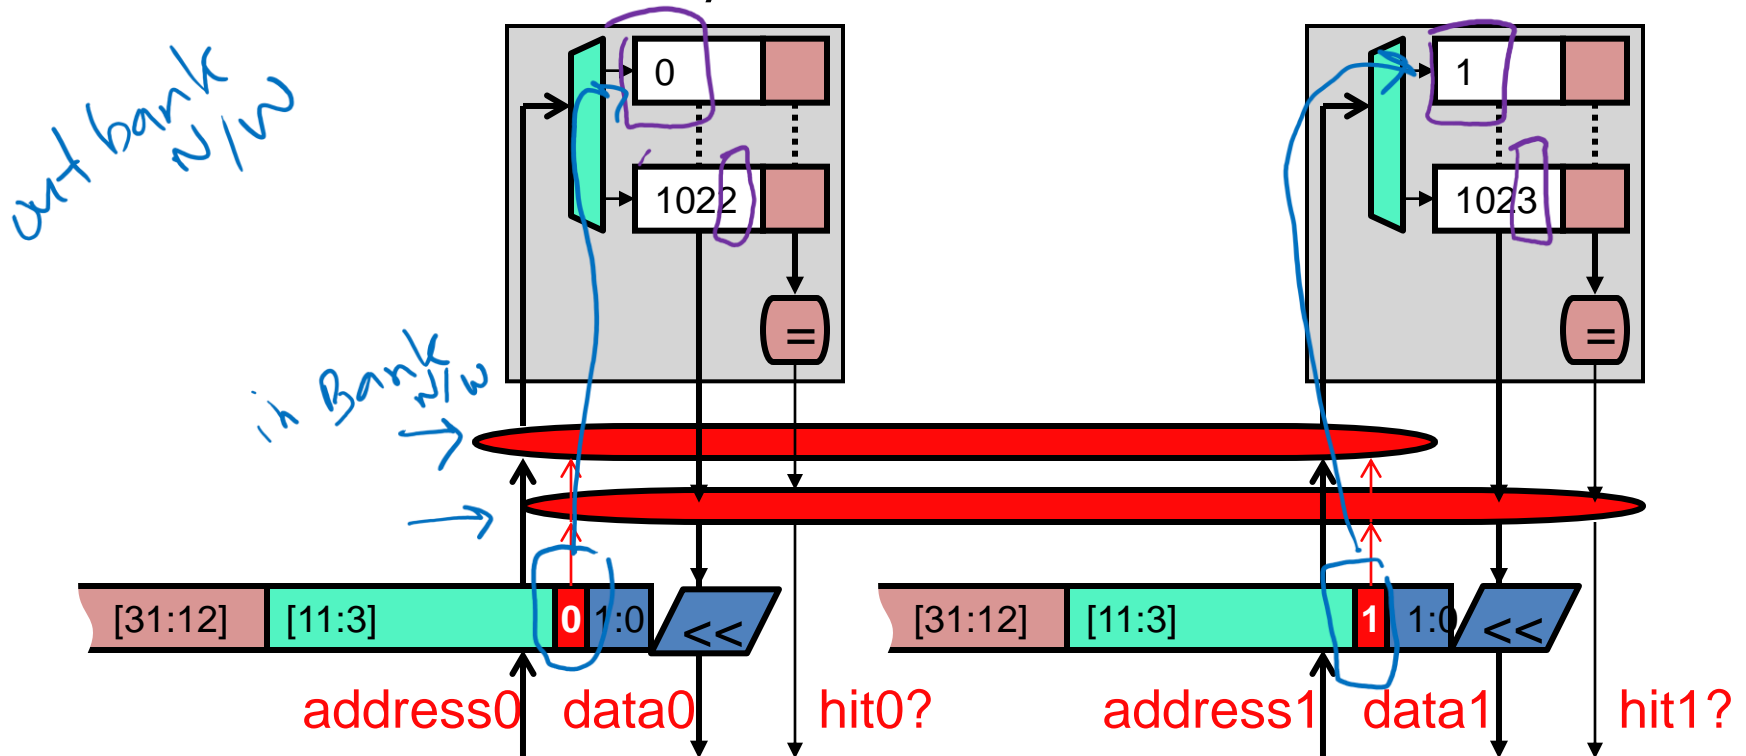 out bank
N/W
0
1022
=
1
1023
=
in Bank
N/W
[31:12] [11:3] 0 1:0 <<
[31:12] [11:3] 1 1:0 <<
address0 data0 hit0?
address1 data1 hit1?